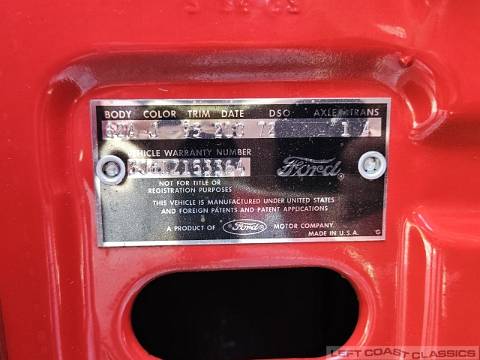 BODY COLOR TRIM DATE DSO AXLE TRANS
VEHICLE WARRANTY NUMBER
Ford
NOT FOR TITLE OR
REGISTRATION PURPOSES
THIS VEHICLE IS MANUFACTURED UNDER UNITED STATES
AND FOREIGN PATENTS AND PATENT APPLICATIONS
A PRODUCT OF Ford MOTOR COMPANY
MADE IN U.S.A.
LEFT COAST CLASSICS